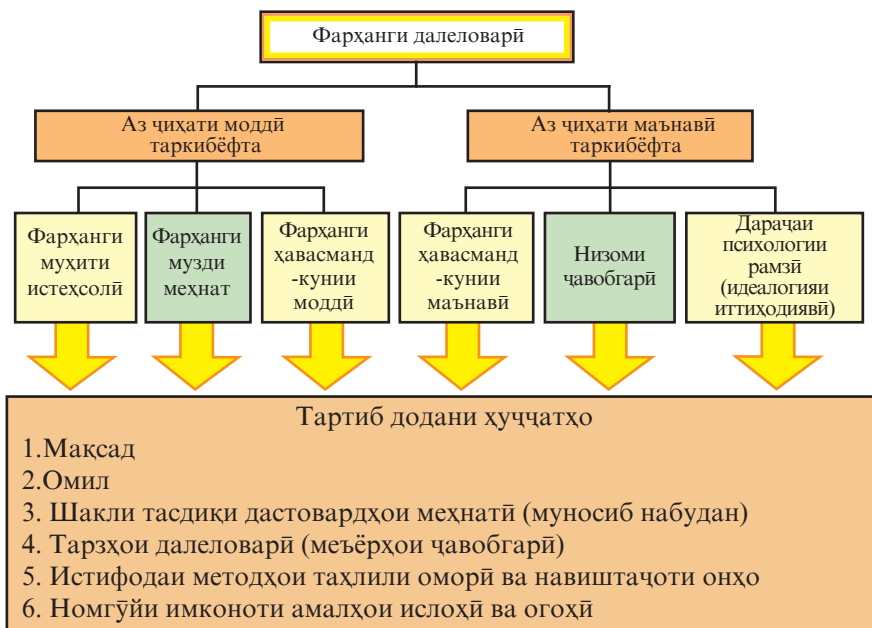 Фарҳанги далеловарӣ
Аз ҷиҳати моддӣ
таркибёфта
Аз ҷиҳати маънавӣ
таркибёфта
Фарҳанги
муҳити
истеҳсолӣ
Фарҳанги
музди
меҳнат
Фарҳанги
ҳавасманд
-кунии
моддӣ
Фарҳанги
ҳавасманд
-кунии
маънавӣ
Низоми
ҷавобгарӣ
Дараҷаи
психологии
рамзӣ
(идеалогияи
иттиҳодиявӣ)
Тартиб додани ҳуҷҷатҳо
1.Мақсад
2.Омил
3. Шакли тасдиқи дастовардҳои меҳнатӣ (муносиб набудан)
4. Тарзҳои далеловарӣ (меъёрҳои ҷавобгарӣ)
5. Истифодаи методҳои таҳлили оморӣ ва навиштаҷоти онҳо
6. Номгӯйи имконоти амалҳои ислоҳӣ ва огоҳӣ